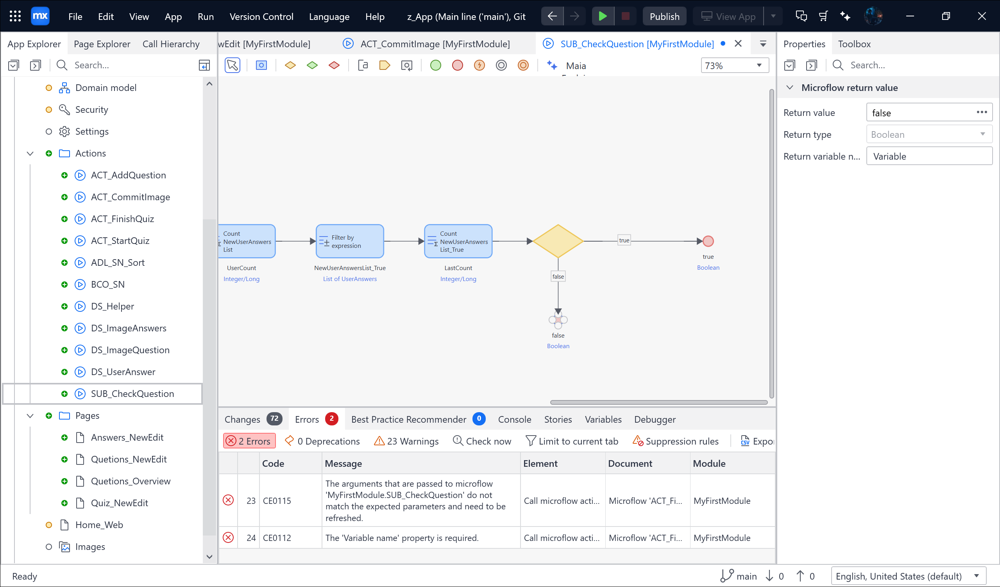 mx File Edit View App Run Version Control Language Help z_App (Main line ('main'), Git Publish View App
App Explorer Page Explorer Call Hierarchy
wEdit [MyFirstModule] ACT_CommitImage [MyFirstModule] SUB_CheckQuestion [MyFirstModule]
Properties Toolbox
Search...
Maia
73%
Search...
Domain model
Security
Settings
Actions
ACT_AddQuestion
ACT_CommitImage
ACT_FinishQuiz
ACT_StartQuiz
ADL_SN_Sort
BCO_SN
DS_Helper
DS_ImageAnswers
DS_ImageQuestion
DS_UserAnswer
SUB_CheckQuestion
Pages
Answers_NewEdit
Quetions_NewEdit
Quetions_Overview
Quiz_NewEdit
Home_Web
Images
Count
NewUserAnswers
List
UserCount
Integer/Long
Filter by
expression
NewUserAnswersList_True
List of UserAnswers
Count
NewUserAnswers
List_True
LastCount
Integer/Long
true
true
Boolean
false
false
Boolean
Microflow return value
Return value false
Return type Boolean
Return variable n... Variable
Changes 72 Errors 2 Best Practice Recommender 0 Console Stories Variables Debugger
2 Errors 0 Deprecations 23 Warnings Check now Limit to current tab Suppression rules CSV Expor
Code Message Element Document Module
23 CE0115
The arguments that are passed to microflow
'MyFirstModule.SUB_CheckQuestion' do not
match the expected parameters and need to be
refreshed.
Call microflow acti... Microflow 'ACT_Fi... MyFirstModule
24 CE0112 The 'Variable name' property is required. Call microflow acti... Microflow 'ACT_Fi... MyFirstModule
Ready main 0 0 English, United States (default)